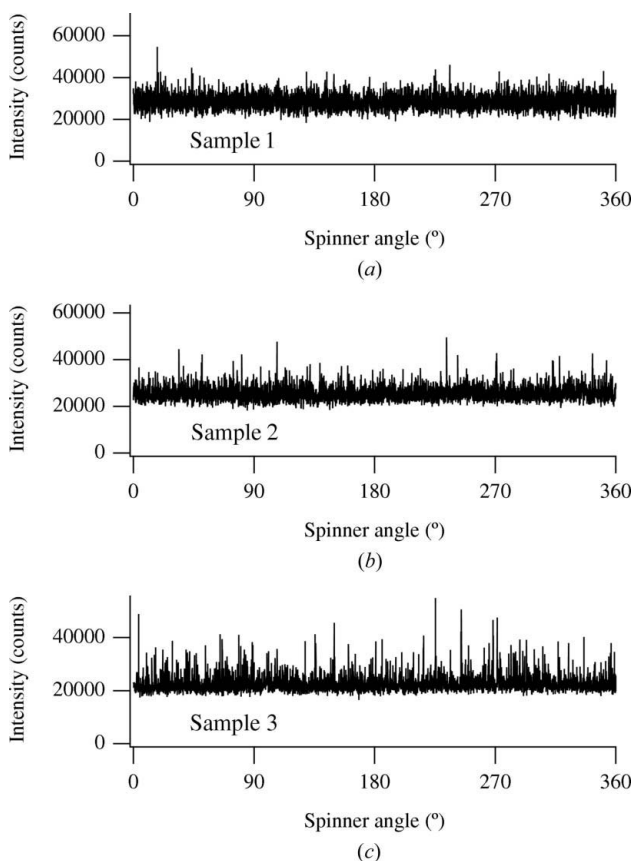 Intensity (counts)
60000
40000
20000
0
Sample 1
0 90 180 270 360
Spinner angle (º)
(a)
Intensity (counts)
60000
40000
20000
0
Sample 2
0 90 180 270 360
Spinner angle (º)
(b)
Intensity (counts)
40000
20000
0
Sample 3
0 90 180 270 360
Spinner angle (º)
(c)